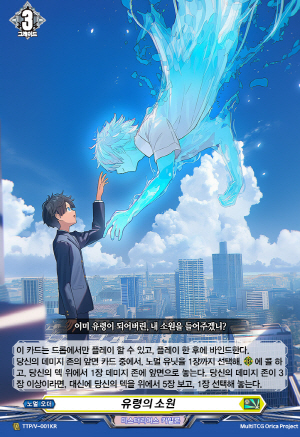 3
그레이드
이미 유령이 되어버린, 내 소원을 들어주겠니?
이 카드는 드롭에서만 플레이 할 수 있고, 플레이 한 후에 바인드한다.
당신의 데미지 존의 앞면 카드 중에서, 노멀 유닛을 1장까지 선택해, 에 콜 하
고, 당신의 덱 위에서 1장 데미지 존에 앞면으로 놓는다. 당신의 데미지 존이 3
장 이상이라면, 대신에 당신의 덱을 위에서 5장 보고, 1장 선택해 놓는다.
노멀 오더
유령의 소원
TTP/V-001KR
MultiTCG Orica Project